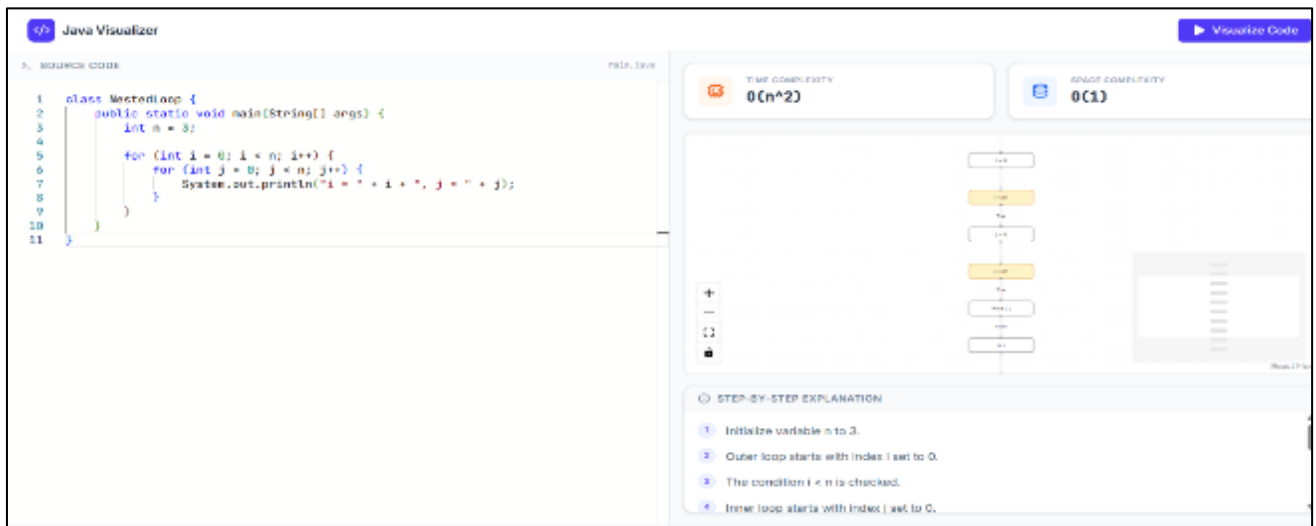 </> Java Visualizer
Visualize Code
>_ SOURCE CODE
main.java
1 class NestedLoop {
2 public static void main(String[] args) {
3 int n = 3;
4
5 for (int i = 0; i < n; i++) {
6 for (int j = 0; j < n; j++) {
7 System.out.println("i = " + i + ", j = " + j);
8 }
9 }
10 }
11 }
TIME COMPLEXITY
O(n^2)
SPACE COMPLEXITY
O(1)
STEP-BY-STEP EXPLANATION
1 Initialize variable n to 3.
2 Outer loop starts with index i set to 0.
3 The condition i < n is checked.
4 Inner loop starts with index j set to 0.